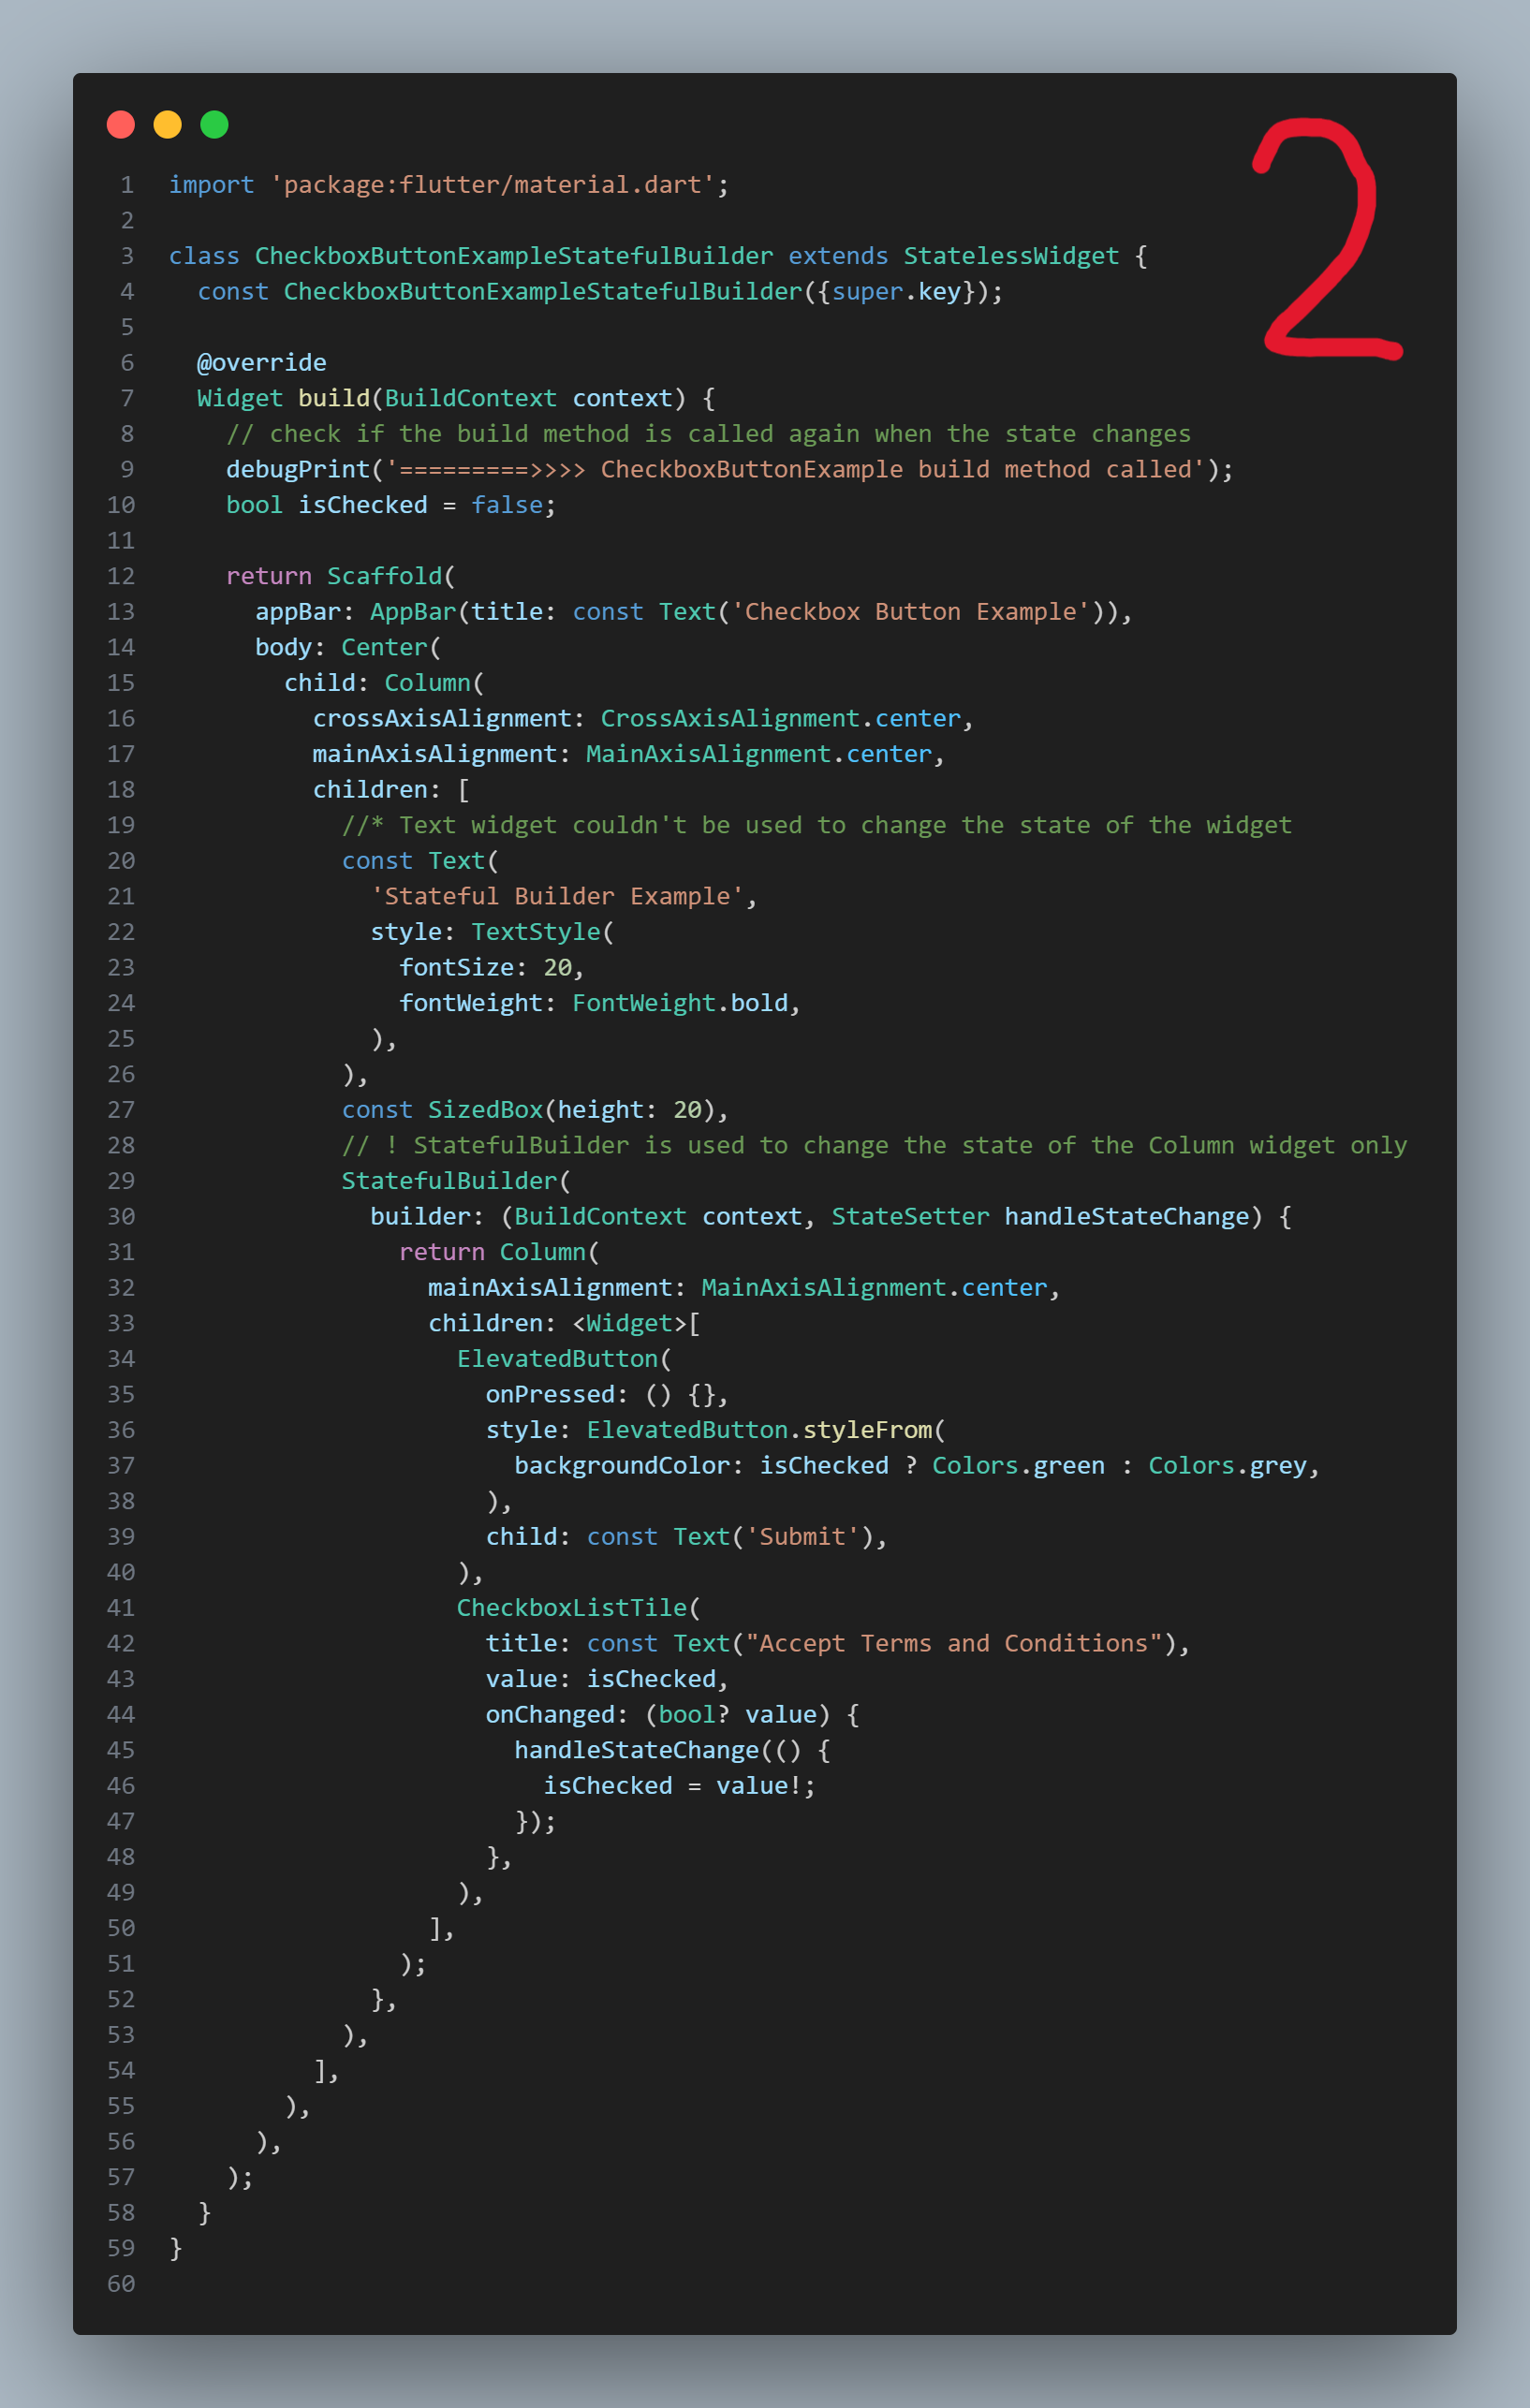 2
1 import 'package:flutter/material.dart';
2
3 class CheckboxButtonExampleStatefulBuilder extends StatelessWidget {
4   const CheckboxButtonExampleStatefulBuilder({super.key});
5
6   @override
7   Widget build(BuildContext context) {
8     // check if the build method is called again when the state changes
9     debugPrint('=========>>>> CheckboxButtonExample build method called');
10     bool isChecked = false;
11
12     return Scaffold(
13       appBar: AppBar(title: const Text('Checkbox Button Example')),
14       body: Center(
15         child: Column(
16           crossAxisAlignment: CrossAxisAlignment.center,
17           mainAxisAlignment: MainAxisAlignment.center,
18           children: [
19             //* Text widget couldn't be used to change the state of the widget
20             const Text(
21               'Stateful Builder Example',
22               style: TextStyle(
23                 fontSize: 20,
24                 fontWeight: FontWeight.bold,
25               ),
26             ),
27             const SizedBox(height: 20),
28             // ! StatefulBuilder is used to change the state of the Column widget only
29             StatefulBuilder(
30               builder: (BuildContext context, StateSetter handleStateChange) {
31                 return Column(
32                   mainAxisAlignment: MainAxisAlignment.center,
33                   children: <Widget>[
34                     ElevatedButton(
35                       onPressed: () {},
36                       style: ElevatedButton.styleFrom(
37                         backgroundColor: isChecked ? Colors.green : Colors.grey,
38                       ),
39                       child: const Text('Submit'),
40                     ),
41                     CheckboxListTile(
42                       title: const Text("Accept Terms and Conditions"),
43                       value: isChecked,
44                       onChanged: (bool? value) {
45                         handleStateChange(() {
46                           isChecked = value!;
47                         });
48                       },
49                     ),
50                   ],
51                 );
52               },
53             ),
54           ],
55         ),
56       ),
57     );
58   }
59 }
60